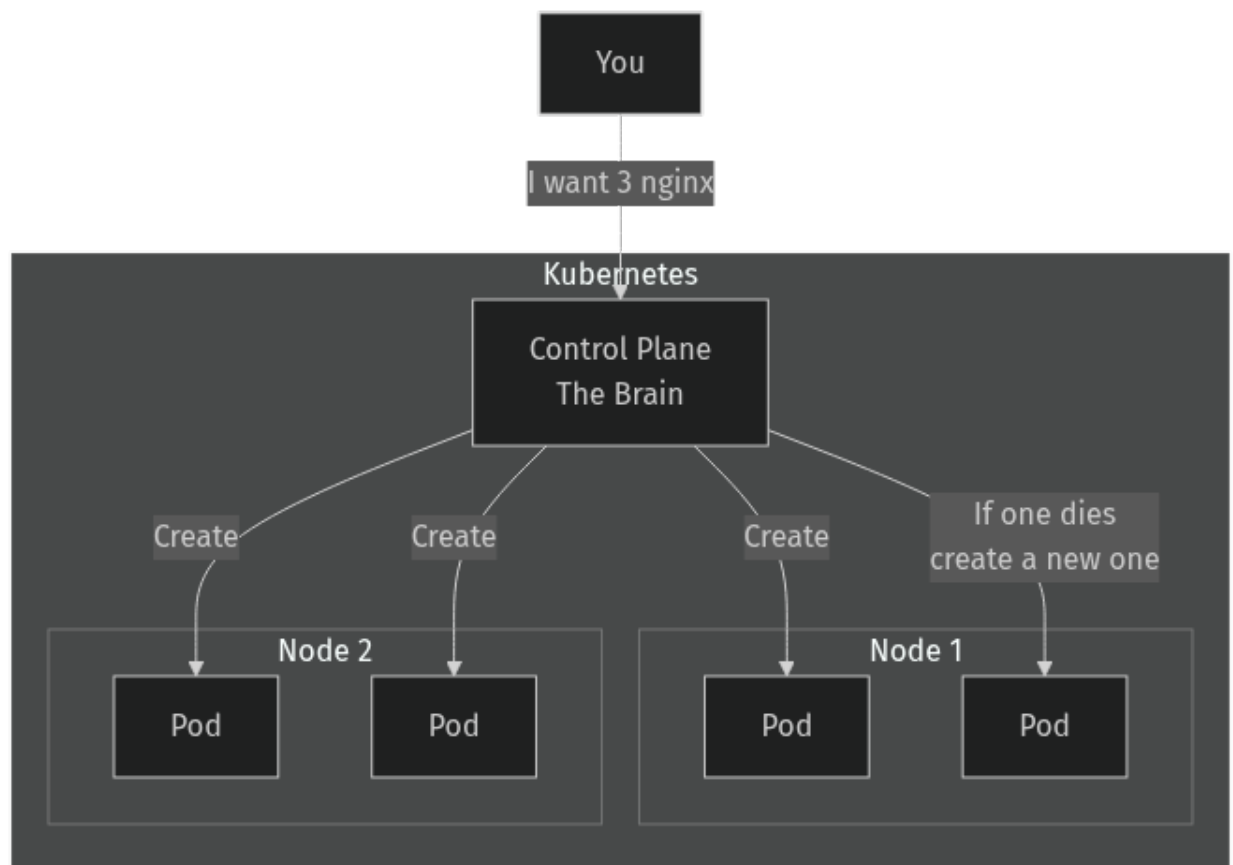 You
I want 3 nginx
Kubernetes
Control Plane
The Brain
Create
Create
Create
If one dies
create a new one
Node 2
Node 1
Pod
Pod
Pod
Pod